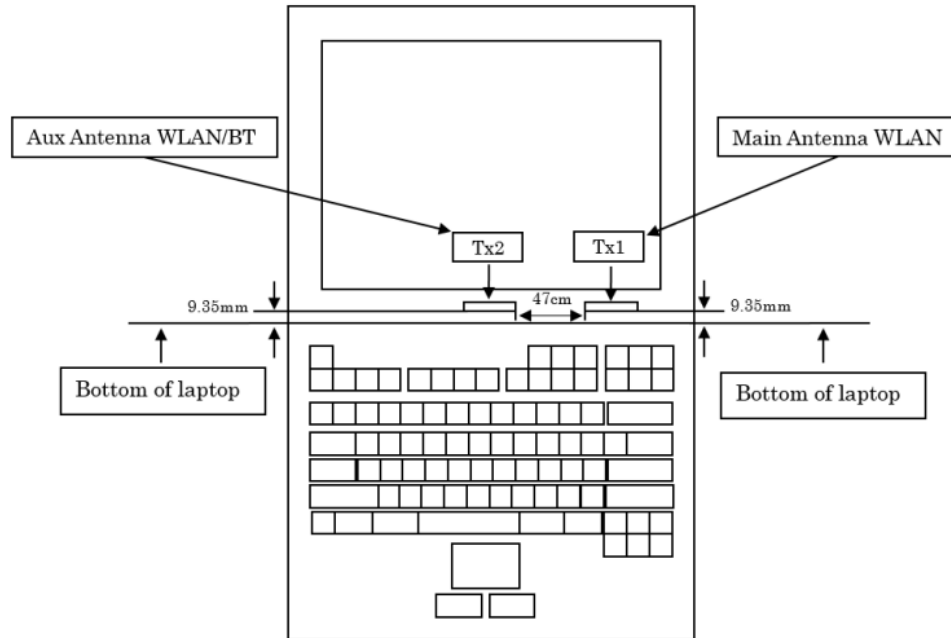 Aux Antenna WLAN/BT
Main Antenna WLAN
Tx2
Tx1
9.35mm
47cm
9.35mm
Bottom of laptop
Bottom of laptop